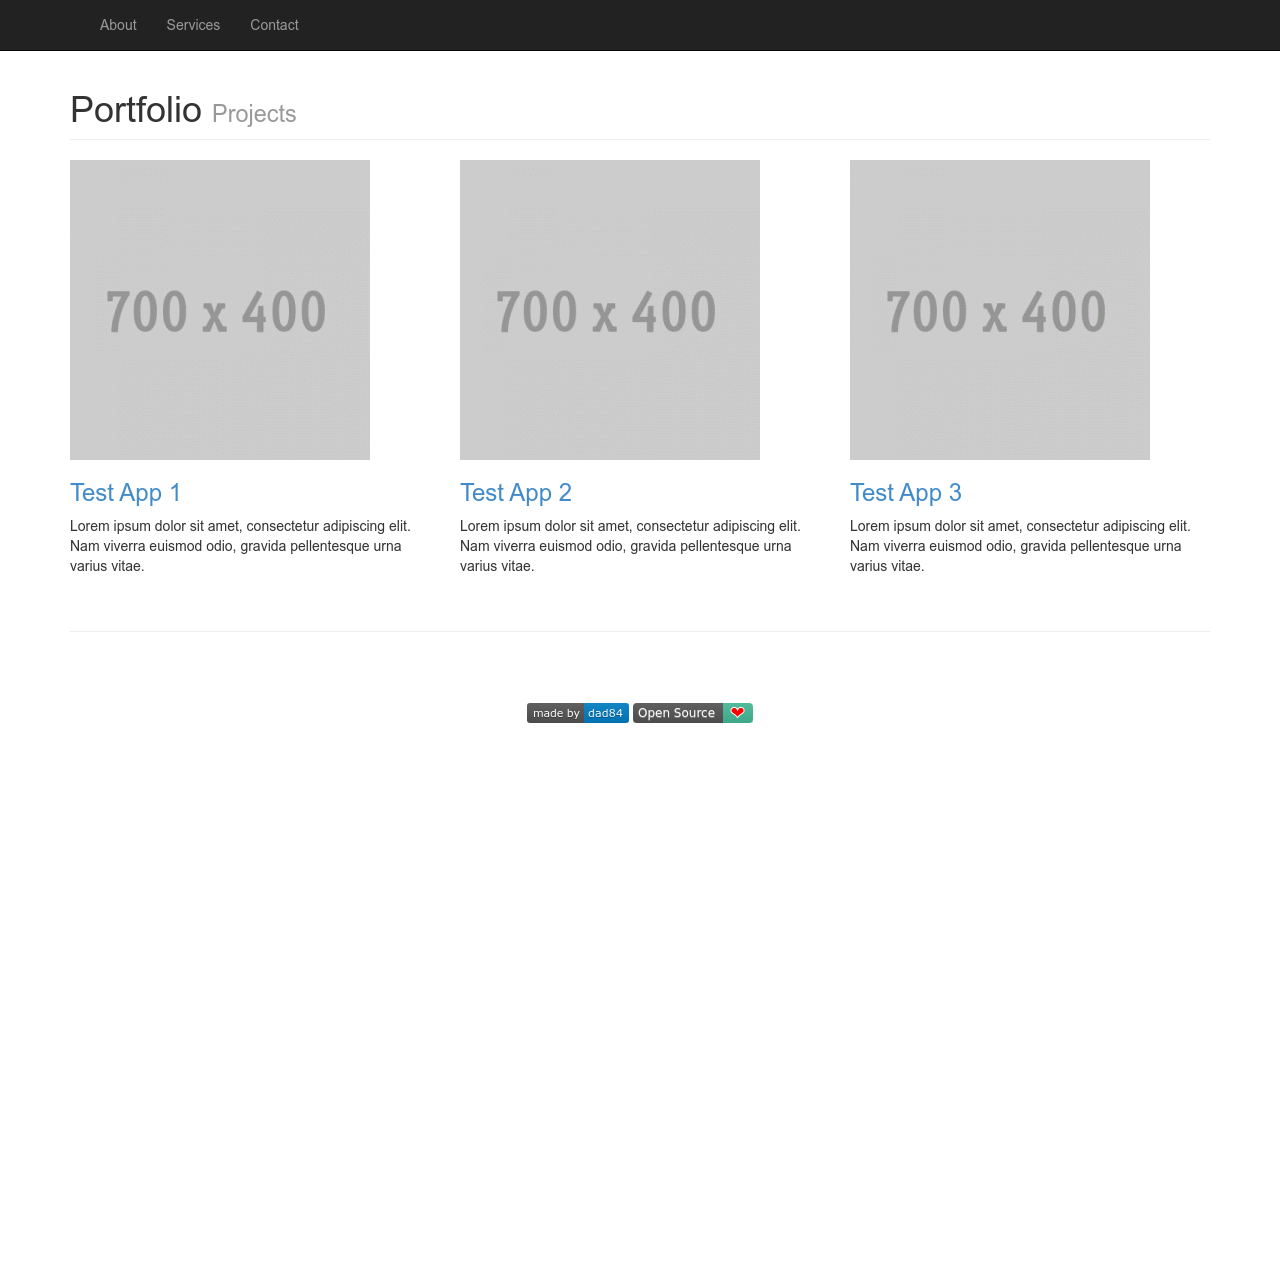 About Services Contact
Portfolio Projects
700 x 400 700 x 400 700 x 400
Test App 1
Lorem ipsum dolor sit amet, consectetur adipiscing elit.
Nam viverra euismod odio, gravida pellentesque urna
varius vitae.
Test App 2
Lorem ipsum dolor sit amet, consectetur adipiscing elit.
Nam viverra euismod odio, gravida pellentesque urna
varius vitae.
Test App 3
Lorem ipsum dolor sit amet, consectetur adipiscing elit.
Nam viverra euismod odio, gravida pellentesque urna
varius vitae.
made by dad84 Open Source ❤